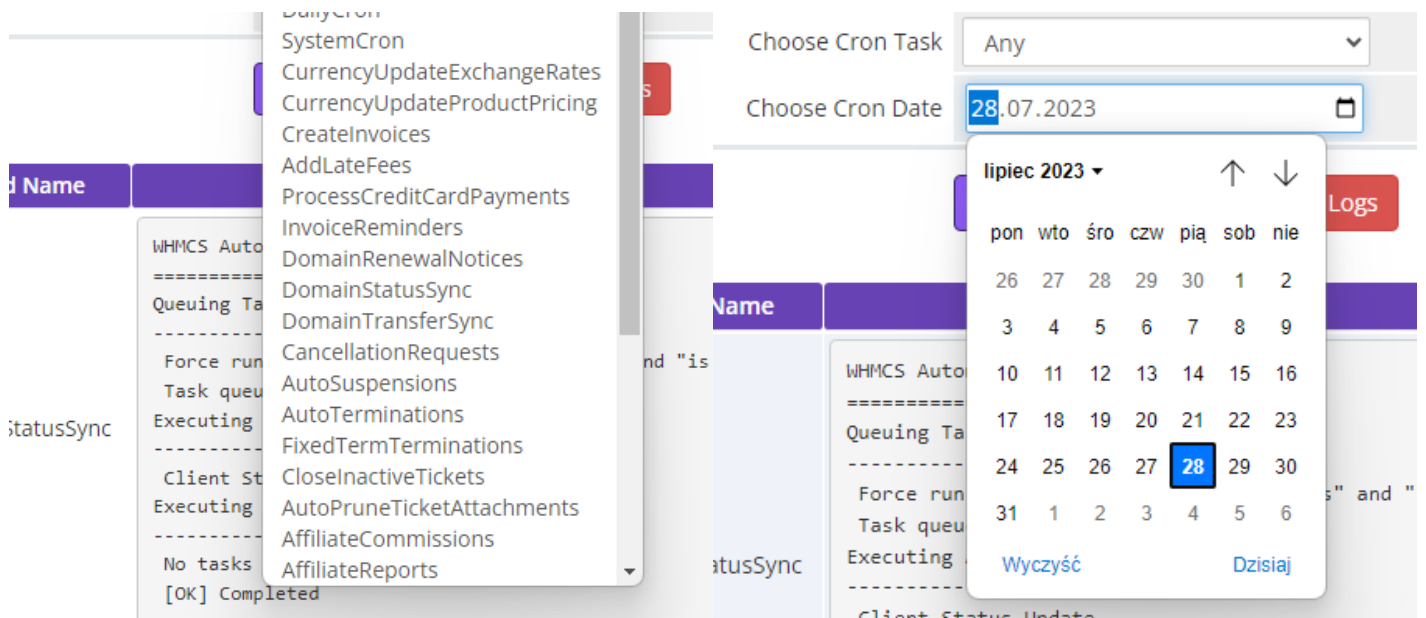 DailyCron
SystemCron
CurrencyUpdateExchangeRates
CurrencyUpdateProductPricing
CreateInvoices
AddLateFees
ProcessCreditCardPayments
InvoiceReminders
DomainRenewalNotices
DomainStatusSync
DomainTransferSync
CancellationRequests
AutoSuspensions
AutoTerminations
FixedTermTerminations
CloseInactiveTickets
AutoPruneTicketAttachments
AffiliateCommissions
AffiliateReports
s
d Name
StatusSync
WHMCS Auto
==========
Queuing Ta
----------
Force run nd "is
Task queu
Executing
----------
Client St
Executing
----------
No tasks
[OK] Completed
Choose Cron Task Any
Choose Cron Date 28.07.2023
lipiec 2023
pon wto śro czw pią sob nie
26 27 28 29 30 1 2
3 4 5 6 7 8 9
10 11 12 13 14 15 16
17 18 19 20 21 22 23
24 25 26 27 28 29 30
31 1 2 3 4 5 6
Wyczyść Dzisiaj
Logs
Name
atusSync
WHMCS Auto
==========
Queuing Ta
----------
Force run s" and "
Task queu
Executing
----------
Client Status Update